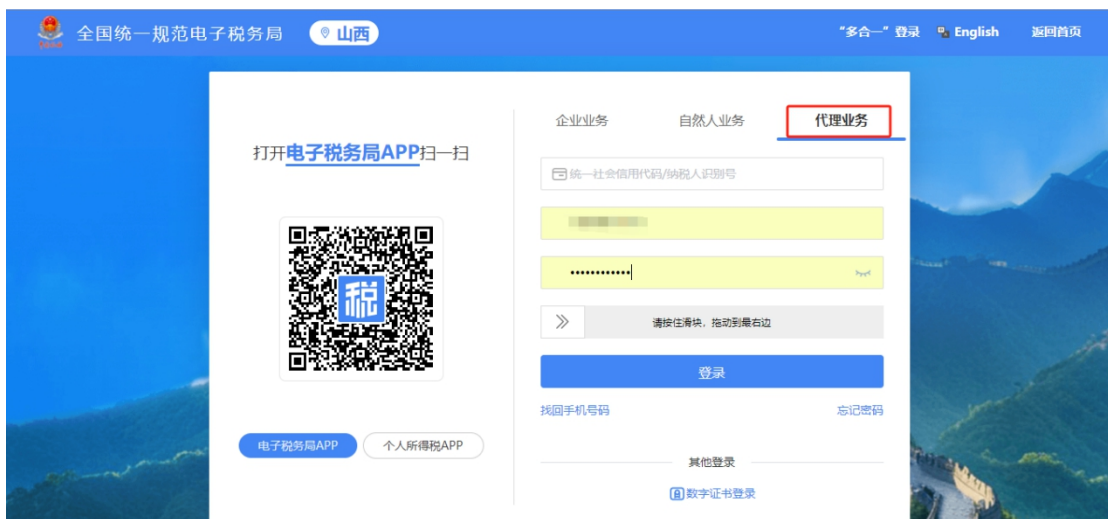 全国统一规范电子税务局 山西 “多合一” 登录 English 返回首页
企业业务 自然人业务 代理业务
打开电子税务局APP扫一扫
统一社会信用代码/纳税人识别号
税
请按住滑块，拖动到最右边
登录
找回手机号码 忘记密码
电子税务局APP 个人所得税APP
其他登录
数字证书登录